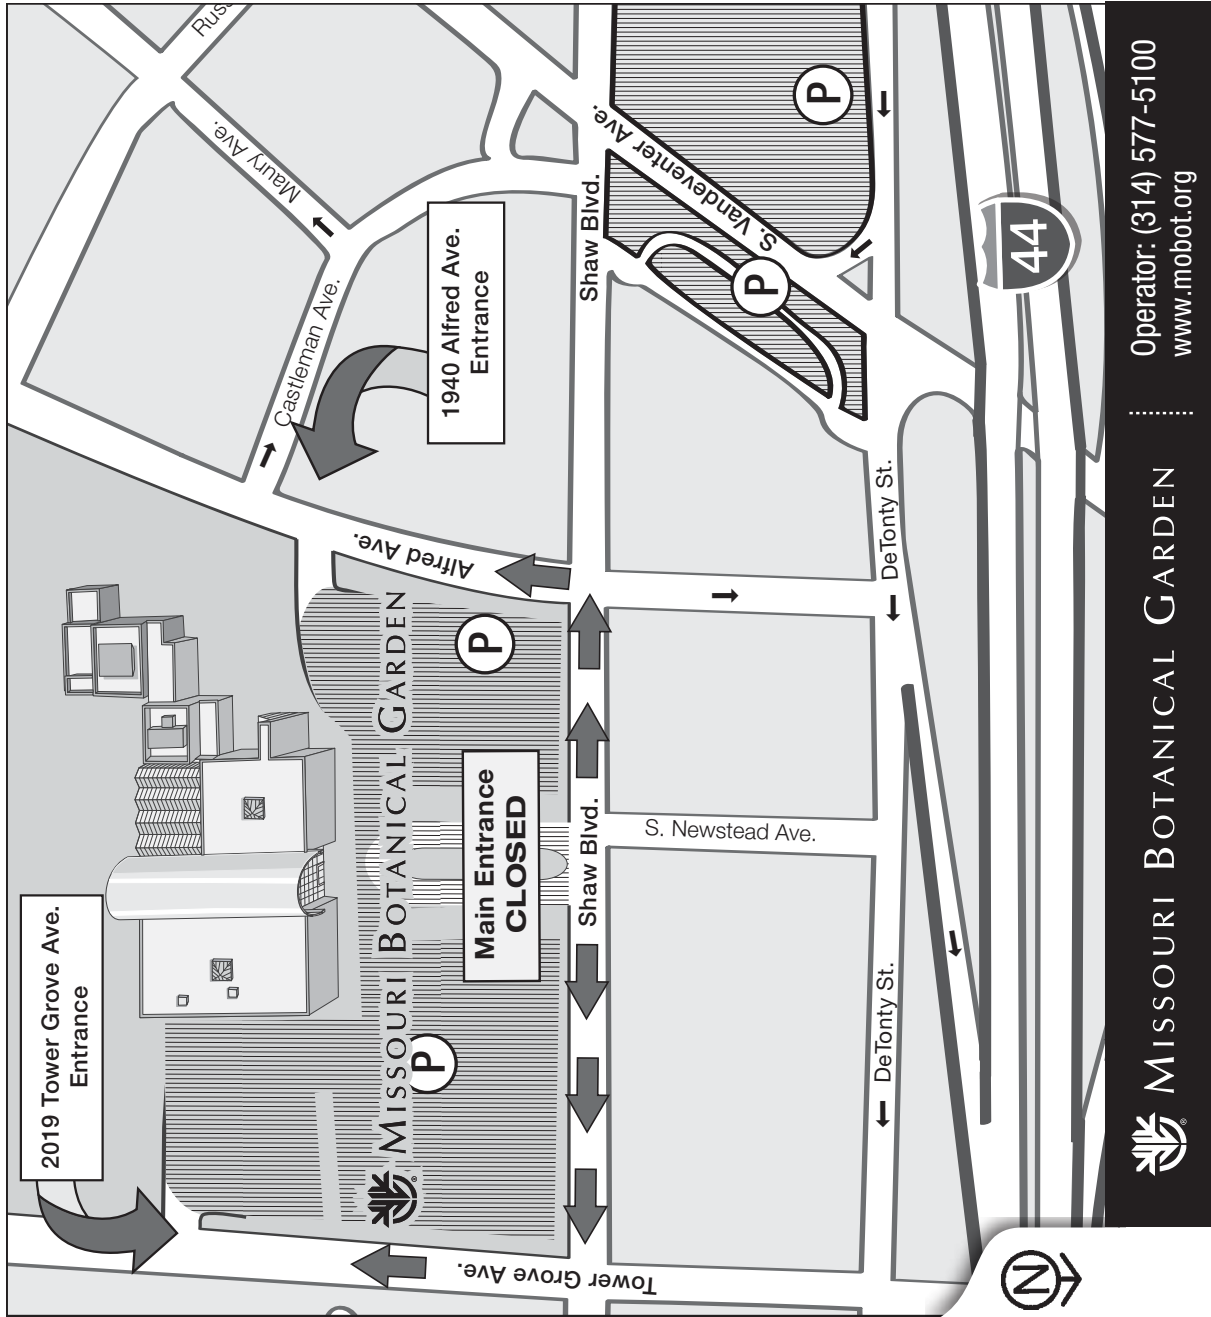 2019 Tower Grove Ave.
Entrance
Tower Grove Ave.
MISSOURI BOTANICAL GARDEN
®
P
P
Main Entrance
CLOSED
Shaw Blvd.
Alfred Ave.
1940 Alfred Ave.
Entrance
Castleman Ave.
Maury Ave.
Shaw Blvd.
S. Vandeventer Ave.
P
P
S. Newstead Ave.
DeTonty St.
DeTonty St.
44
N
MISSOURI BOTANICAL GARDEN
®
Operator: (314) 577-5100
www.mobot.org